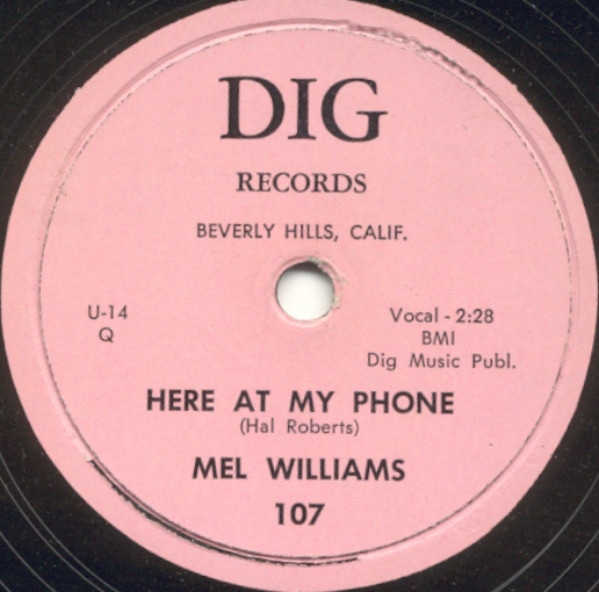 DIG
RECORDS
BEVERLY HILLS, CALIF.
U-14
Q
Vocal - 2:28
BMI
Dig Music Publ.
HERE AT MY PHONE
(Hal Roberts)
MEL WILLIAMS
107